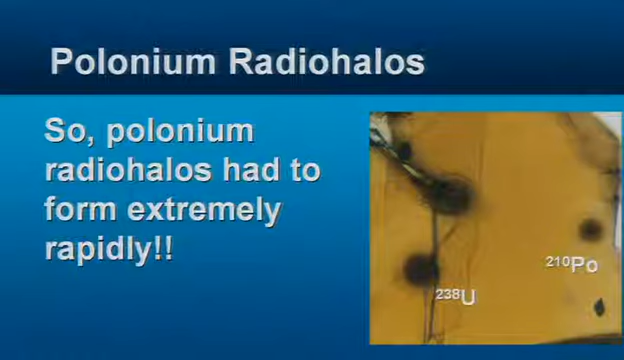 Polonium Radiohalos
So, polonium
radiohalos had to
form extremely
rapidly!!
²¹⁰Po
²³⁸U